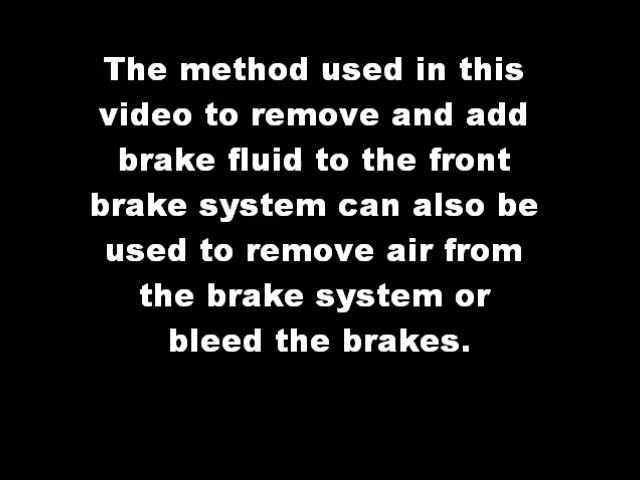 The method used in this
video to remove and add
brake fluid to the front
brake system can also be
used to remove air from
the brake system or
bleed the brakes.